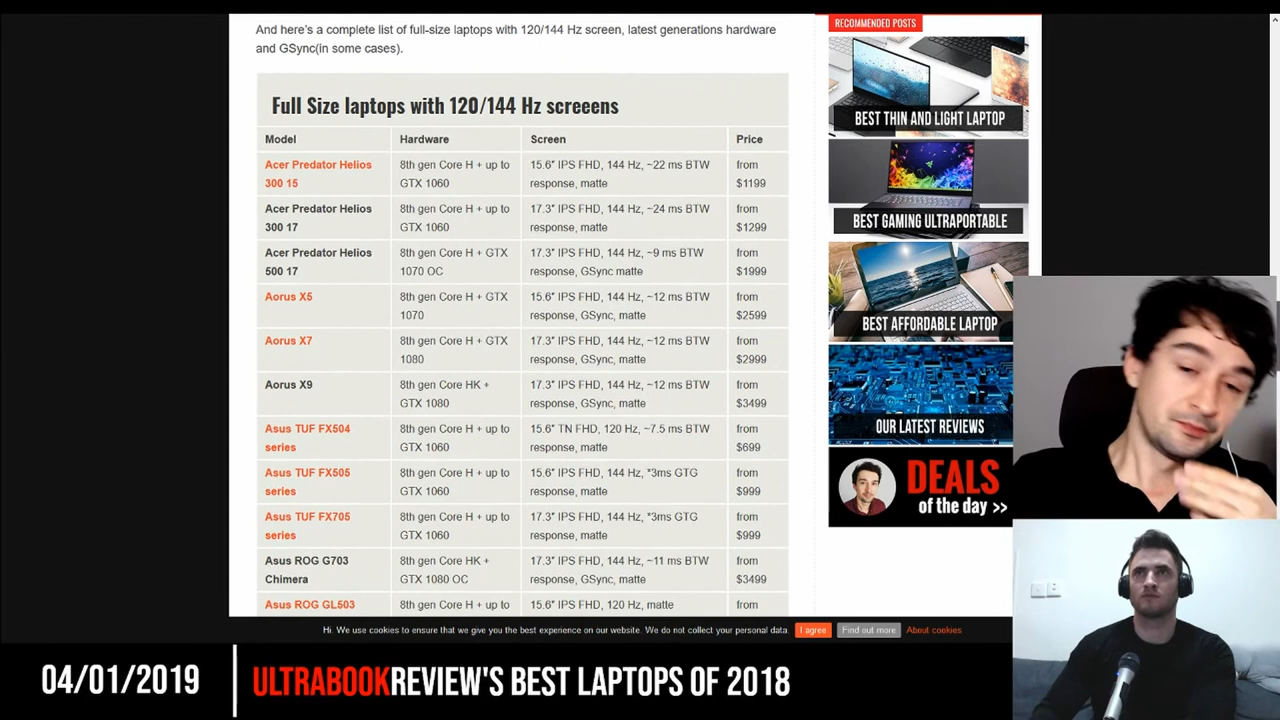 And here's a complete list of full-size laptops with 120/144 Hz screen, latest generations hardware
and GSync(in some cases).
Full Size laptops with 120/144 Hz screeens
Model Hardware Screen Price
Acer Predator Helios 8th gen Core H + up to 15.6″ IPS FHD, 144 Hz, ~22 ms BTW from
300 15 GTX 1060 response, matte $1199
Acer Predator Helios 8th gen Core H + up to 17.3″ IPS FHD, 144 Hz, ~24 ms BTW from
300 17 GTX 1060 response, matte $1299
Acer Predator Helios 8th gen Core H + GTX 17.3″ IPS FHD, 144 Hz, ~9 ms BTW from
500 17 1070 OC response, GSync matte $1999
Aorus X5 8th gen Core H + GTX 15.6″ IPS FHD, 144 Hz, ~12 ms BTW from
1070 response, GSync, matte $2599
Aorus X7 8th gen Core H + GTX 17.3″ IPS FHD, 144 Hz, ~12 ms BTW from
1080 response, GSync, matte $2999
Aorus X9 8th gen Core HK + 17.3″ IPS FHD, 144 Hz, ~12 ms BTW from
GTX 1080 response, GSync, matte $3499
Asus TUF FX504 8th gen Core H + up to 15.6″ TN FHD, 120 Hz, ~7.5 ms BTW from
series GTX 1060 response, matte $699
Asus TUF FX505 8th gen Core H + up to 15.6″ IPS FHD, 144 Hz, *3ms GTG from
series GTX 1060 response, matte $999
Asus TUF FX705 8th gen Core H + up to 17.3″ IPS FHD, 144 Hz, *3ms GTG from
series GTX 1060 response, matte $999
Asus ROG G703 8th gen Core HK + 17.3″ IPS FHD, 144 Hz, ~11 ms BTW from
Chimera GTX 1080 OC response, GSync, matte $3499
Asus ROG GL503 8th gen Core H + up to 15.6″ IPS FHD, 120 Hz, matte from
RECOMMENDED POSTS
BEST THIN AND LIGHT LAPTOP
BEST GAMING ULTRAPORTABLE
BEST AFFORDABLE LAPTOP
OUR LATEST REVIEWS
DEALS
of the day >>
Hi. We use cookies to ensure that we give you the best experience on our website. We do not collect your personal data. I agree Find out more About cookies
04/01/2019 ULTRABOOKREVIEW'S BEST LAPTOPS OF 2018